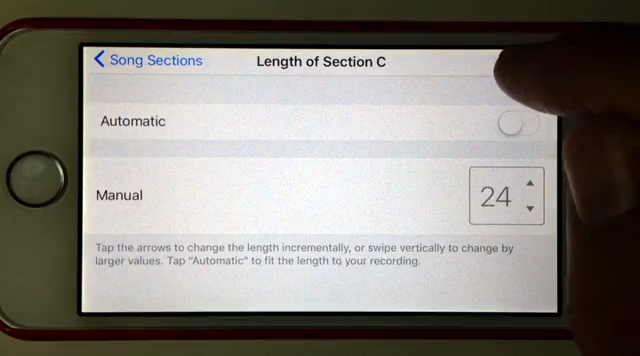 Song Sections
Length of Section C
Automatic
Manual
24
Tap the arrows to change the length incrementally, or swipe vertically to change by
larger values. Tap "Automatic" to fit the length to your recording.